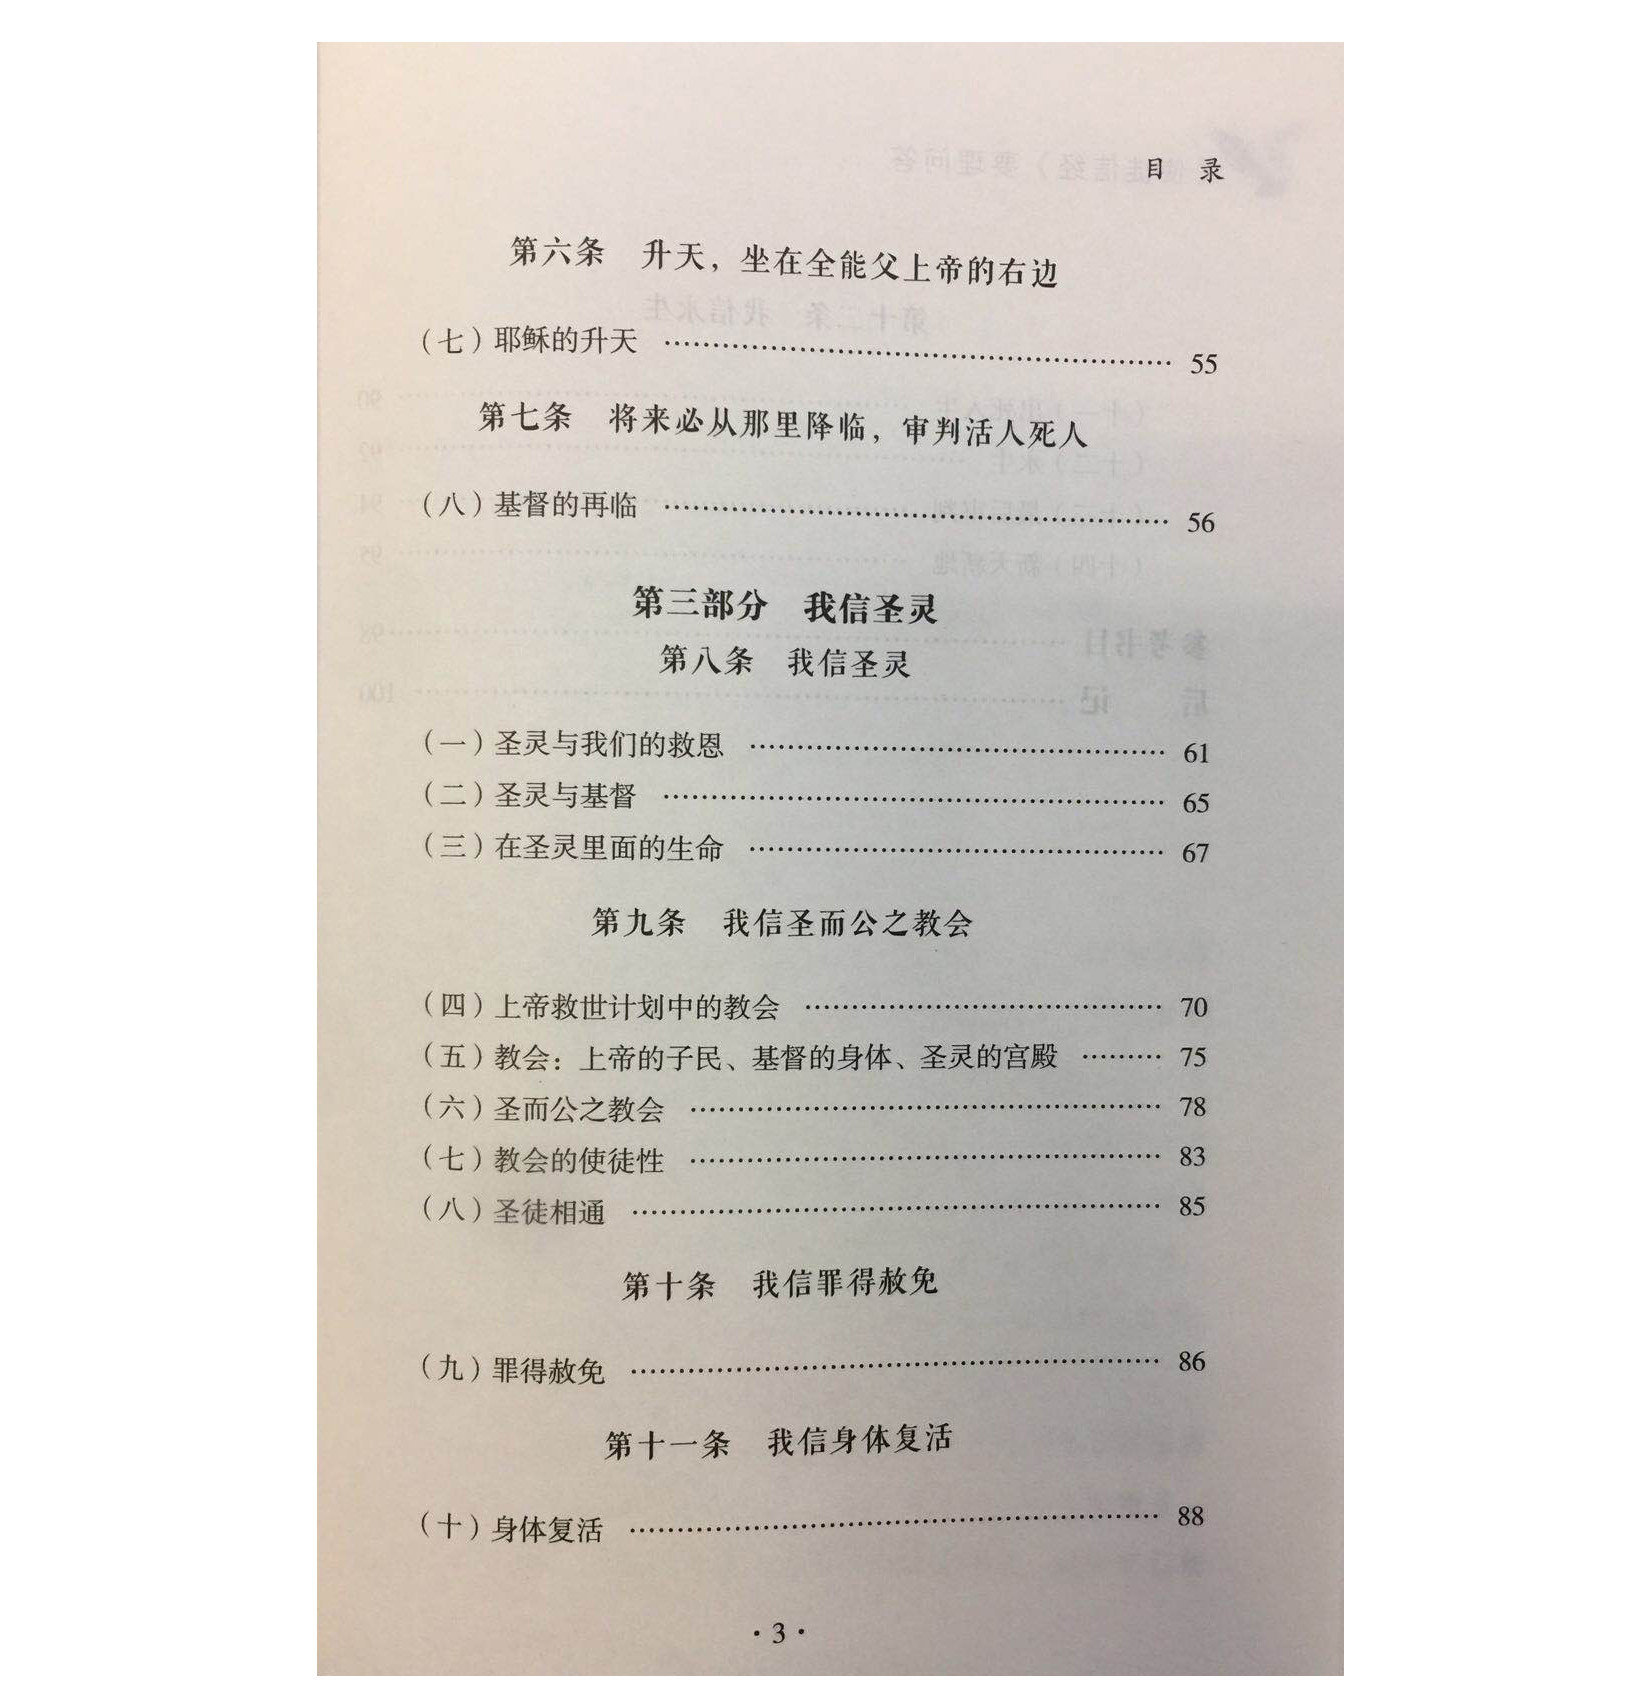 目 录
第六条 升天，坐在全能父上帝的右边
（七）耶稣的升天 …… 55
第七条 将来必从那里降临，审判活人死人
（八）基督的再临 …… 56
第三部分 我信圣灵
第八条 我信圣灵
（一）圣灵与我们的救恩 …… 61
（二）圣灵与基督 …… 65
（三）在圣灵里面的生命 …… 67
第九条 我信圣而公之教会
（四）上帝救世计划中的教会 …… 70
（五）教会：上帝的子民、基督的身体、圣灵的宫殿 …… 75
（六）圣而公之教会 …… 78
（七）教会的使徒性 …… 83
（八）圣徒相通 …… 85
第十条 我信罪得赦免
（九）罪得赦免 …… 86
第十一条 我信身体复活
（十）身体复活 …… 88
·3·